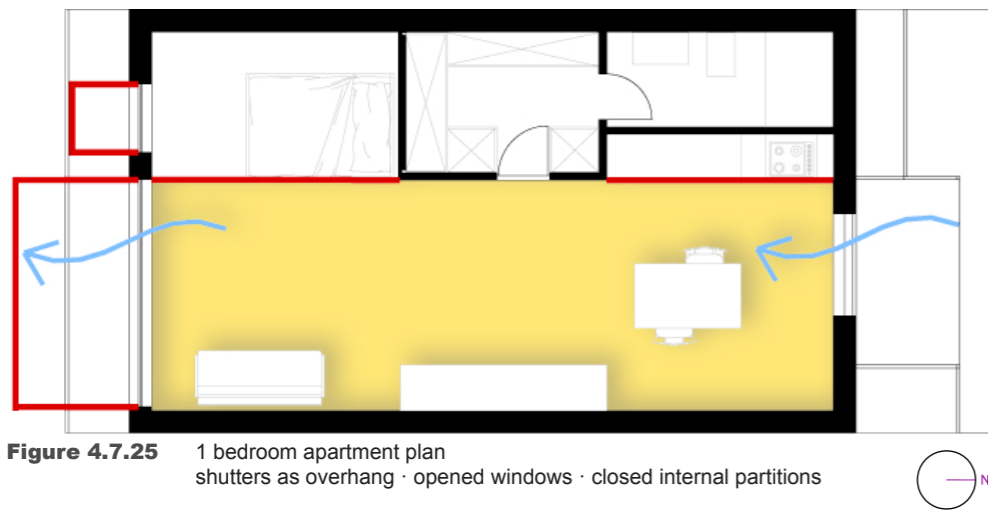 Figure 4.7.25 1 bedroom apartment plan
shutters as overhang · opened windows · closed internal partitions
N